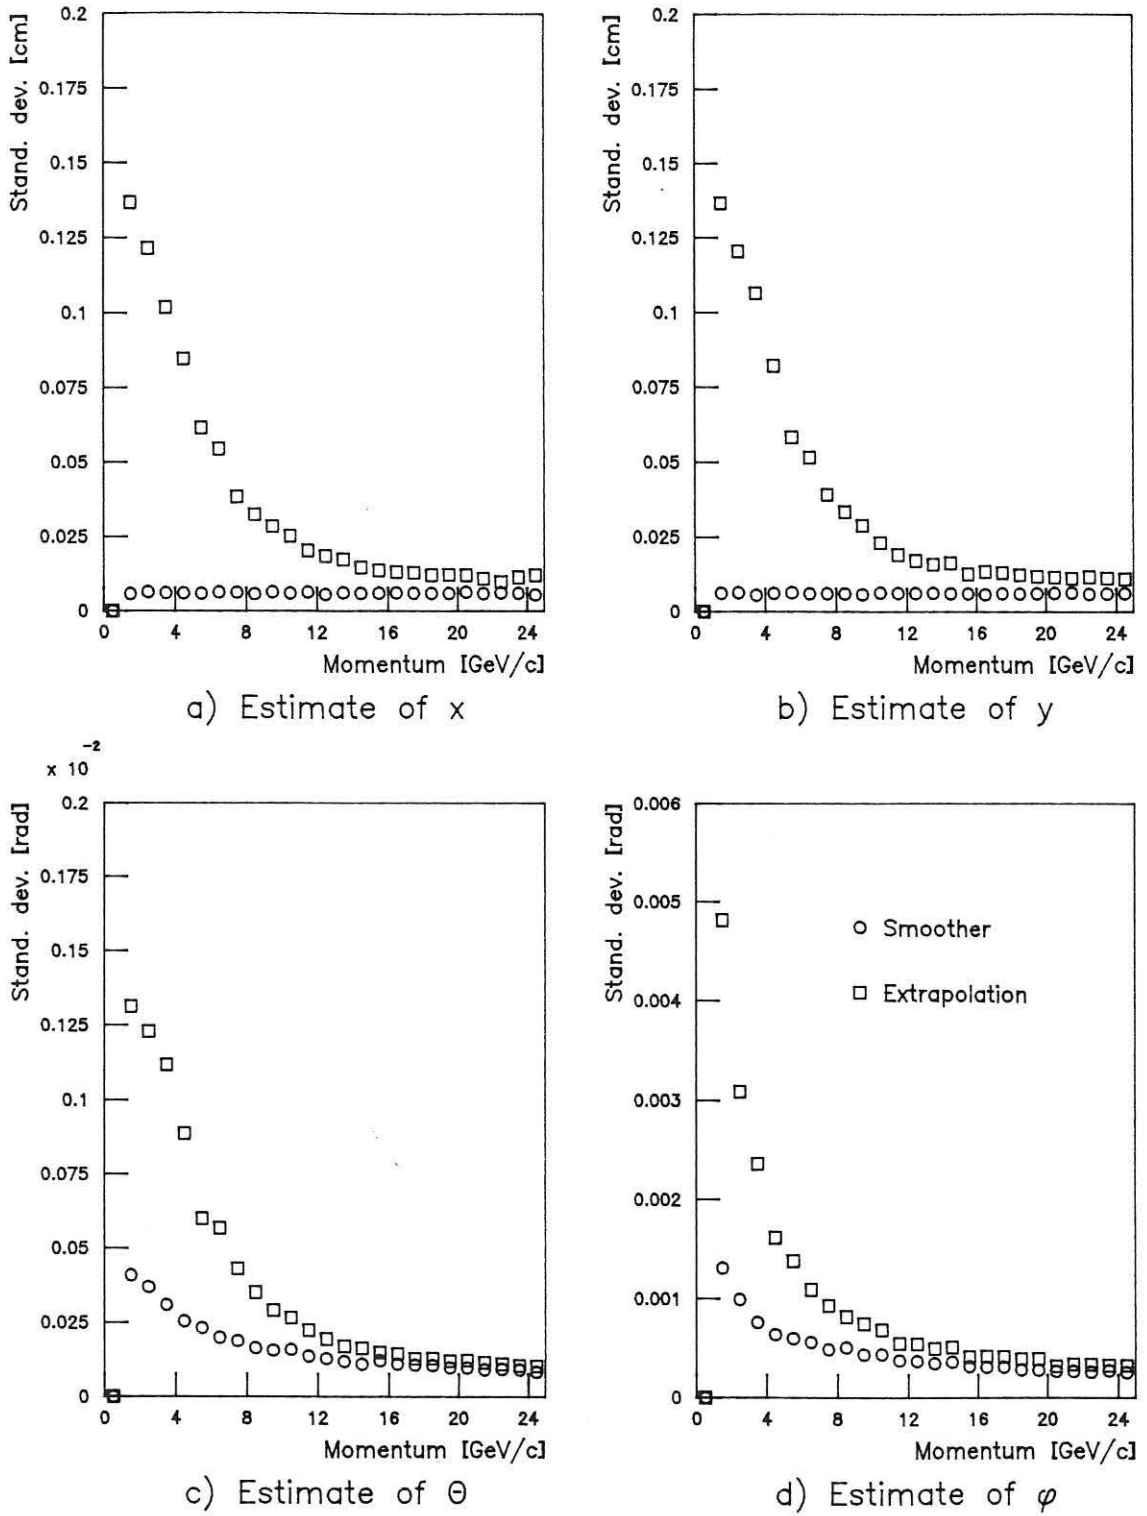 Stand. dev. [cm]
0.2
0.175
0.15
0.125
0.1
0.075
0.05
0.025
0
0 4 8 12 16 20 24
Momentum [GeV/c]
a) Estimate of x
Stand. dev. [cm]
0.2
0.175
0.15
0.125
0.1
0.075
0.05
0.025
0
0 4 8 12 16 20 24
Momentum [GeV/c]
b) Estimate of y
x 10^-2
Stand. dev. [rad]
0.2
0.175
0.15
0.125
0.1
0.075
0.05
0.025
0
0 4 8 12 16 20 24
Momentum [GeV/c]
c) Estimate of Θ
Stand. dev. [rad]
0.006
0.005
0.004
0.003
0.002
0.001
0
0 4 8 12 16 20 24
Smoother
Extrapolation
Momentum [GeV/c]
d) Estimate of φ